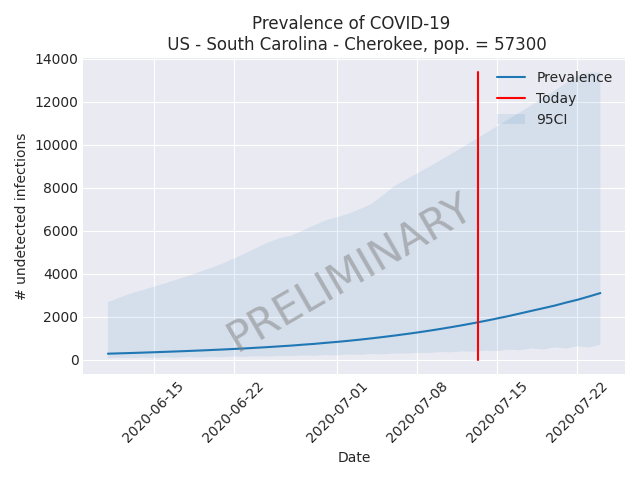 Prevalence of COVID-19
US - South Carolina - Cherokee, pop. = 57300
14000
12000
10000
8000
6000
4000
2000
0
# undetected infections
Prevalence
Today
95CI
PRELIMINARY
2020-06-15
2020-06-22
2020-07-01
2020-07-08
2020-07-15
2020-07-22
Date